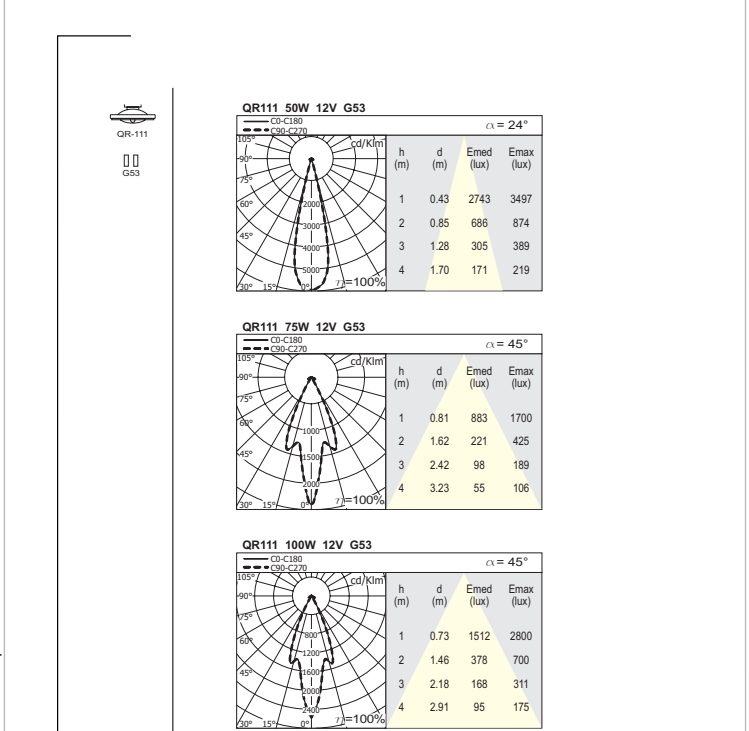 QR-111
G53
QR111 50W 12V G53
C0-C180
C90-C270
α = 24°
105°
cd/Klm
90°
75°
60°
45°
30° 15° 0°
2000
3000
4000
5000
η=100%
h d Emed Emax
(m) (m) (lux) (lux)
1 0.43 2743 3497
2 0.85 686 874
3 1.28 305 389
4 1.70 171 219
QR111 75W 12V G53
C0-C180
C90-C270
α = 45°
105°
cd/Klm
90°
75°
60°
45°
30° 15° 0°
1000
1500
2000
η=100%
h d Emed Emax
(m) (m) (lux) (lux)
1 0.81 883 1700
2 1.62 221 425
3 2.42 98 189
4 3.23 55 106
QR111 100W 12V G53
C0-C180
C90-C270
α = 45°
105°
cd/Klm
90°
75°
60°
45°
30° 15° 0°
800
1200
1600
2000
2400
η=100%
h d Emed Emax
(m) (m) (lux) (lux)
1 0.73 1512 2800
2 1.46 378 700
3 2.18 168 311
4 2.91 95 175